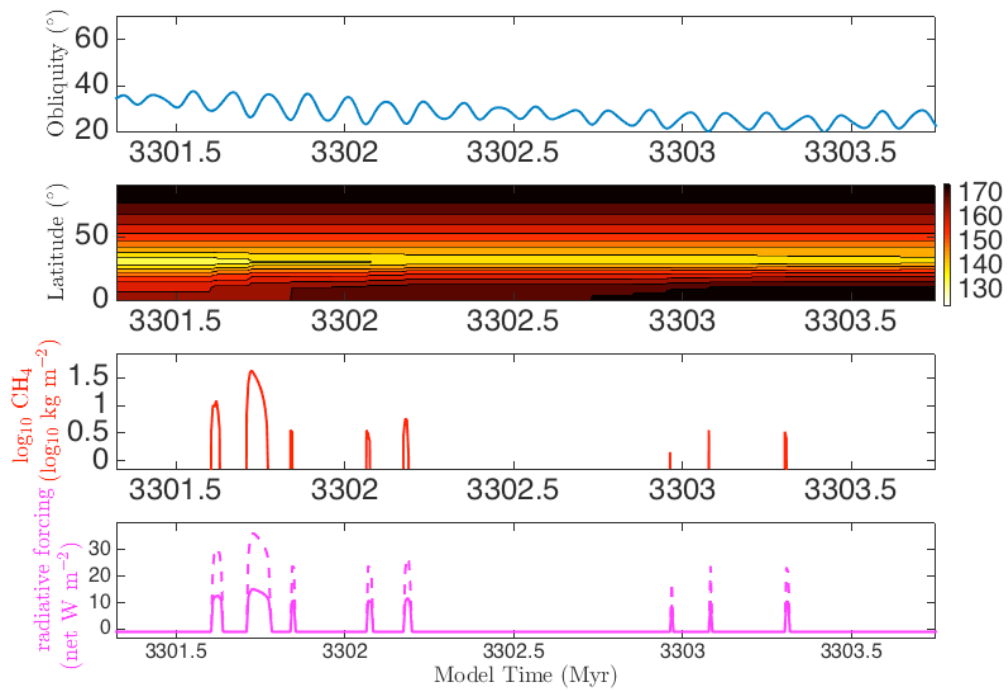 Obliquity (°)
60
40
20
3301.5 3302 3302.5 3303 3303.5
Latitude (°)
50
0
170
160
150
140
130
3301.5 3302 3302.5 3303 3303.5
log10 CH4
(log10 kg m−2)
1.5
1
0.5
0
3301.5 3302 3302.5 3303 3303.5
radiative forcing
(net W m−2)
30
20
10
0
3301.5 3302 3302.5 3303 3303.5
Model Time (Myr)